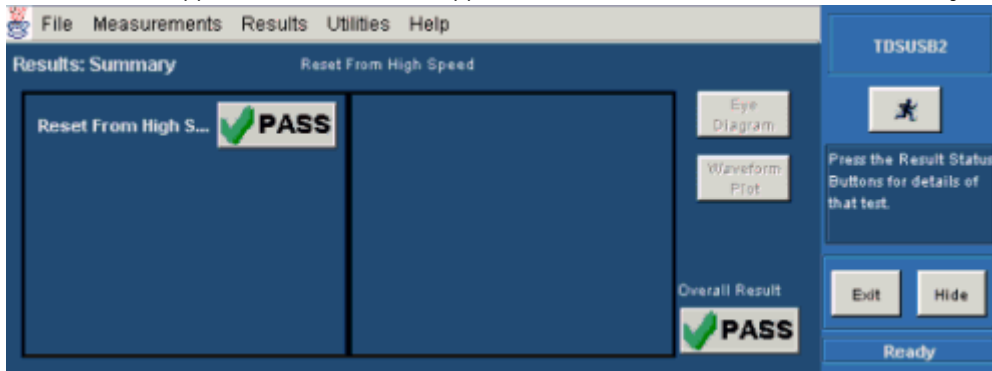 File Measurements Results Utilities Help
TDSUSB2
Results: Summary Reset From High Speed
Reset From High S... PASS
Eye
Diagram
Waveform
Plot
Press the Result Status
Buttons for details of
that test.
Overall Result
PASS
Exit Hide
Ready